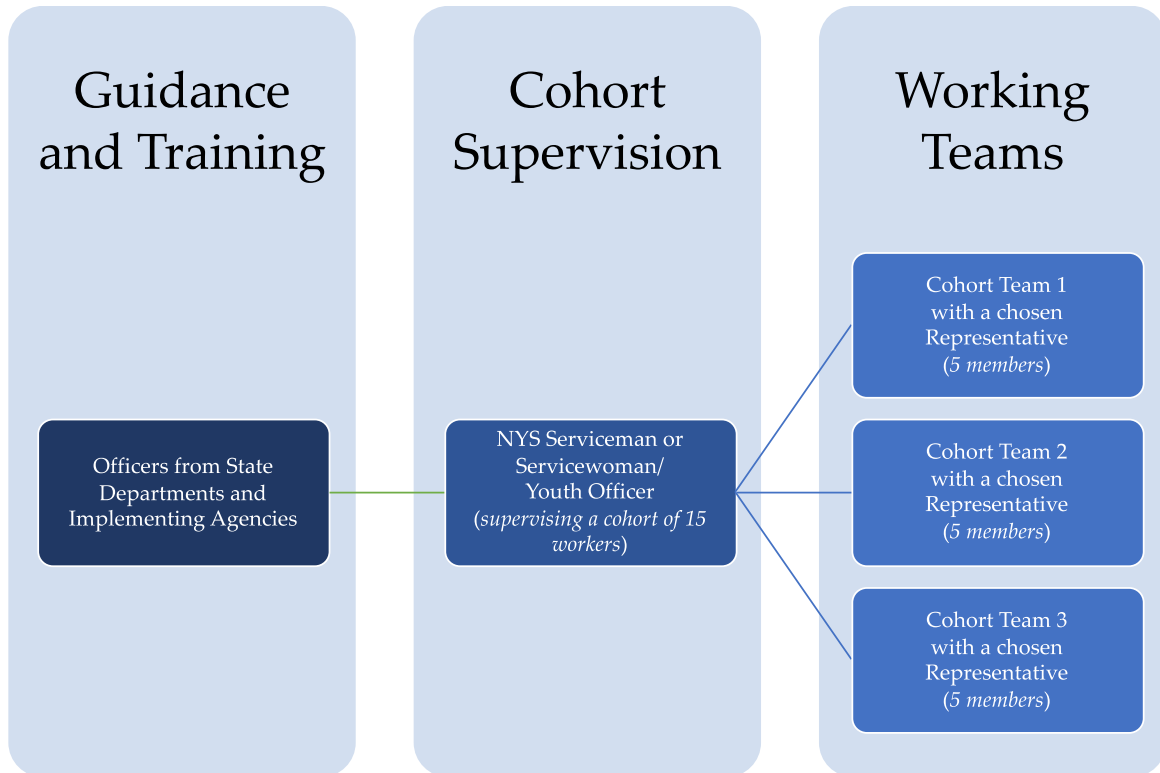 Guidance
and Training
Cohort
Supervision
Working
Teams
Officers from State
Departments and
Implementing Agencies
NYS Serviceman or
Servicewoman/
Youth Officer
(supervising a cohort of 15
workers)
Cohort Team 1
with a chosen
Representative
(5 members)
Cohort Team 2
with a chosen
Representative
(5 members)
Cohort Team 3
with a chosen
Representative
(5 members)